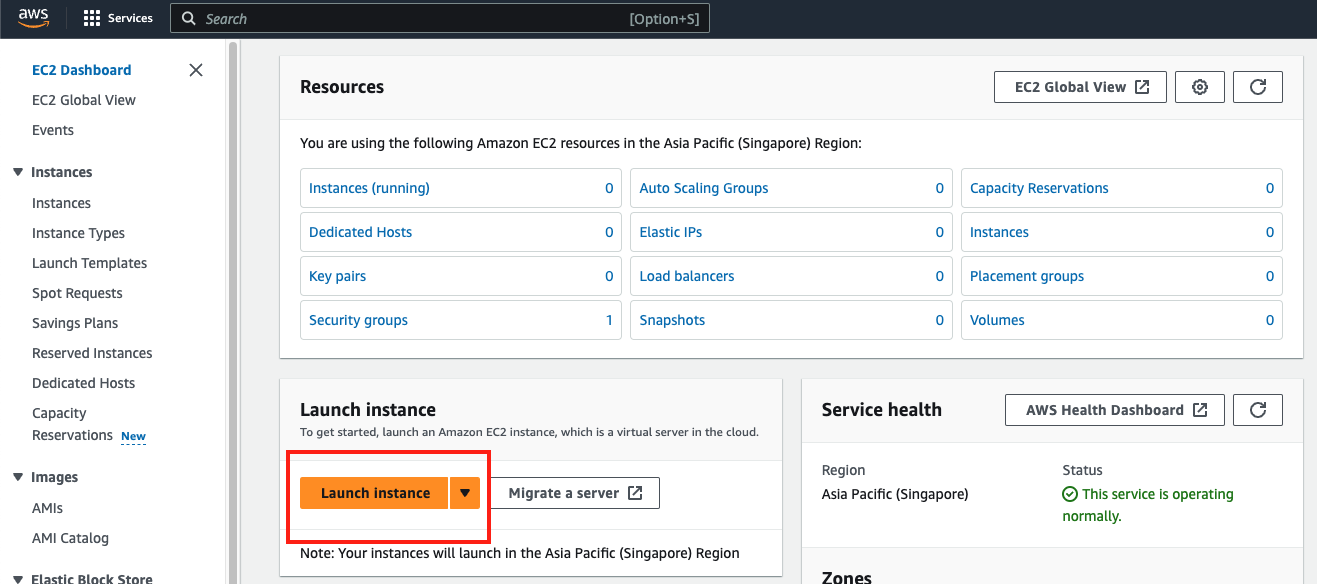 aws
Services
Search
[Option+S]
EC2 Dashboard
EC2 Global View
Events
Instances
Instances
Instance Types
Launch Templates
Spot Requests
Savings Plans
Reserved Instances
Dedicated Hosts
Capacity
Reservations New
Images
AMIs
AMI Catalog
Elastic Block Store
Resources
EC2 Global View
You are using the following Amazon EC2 resources in the Asia Pacific (Singapore) Region:
Instances (running) 0
Auto Scaling Groups 0
Capacity Reservations 0
Dedicated Hosts 0
Elastic IPs 0
Instances 0
Key pairs 0
Load balancers 0
Placement groups 0
Security groups 1
Snapshots 0
Volumes 0
Launch instance
To get started, launch an Amazon EC2 instance, which is a virtual server in the cloud.
Launch instance
Migrate a server
Note: Your instances will launch in the Asia Pacific (Singapore) Region
Service health
AWS Health Dashboard
Region
Asia Pacific (Singapore)
Status
This service is operating
normally.
Zones